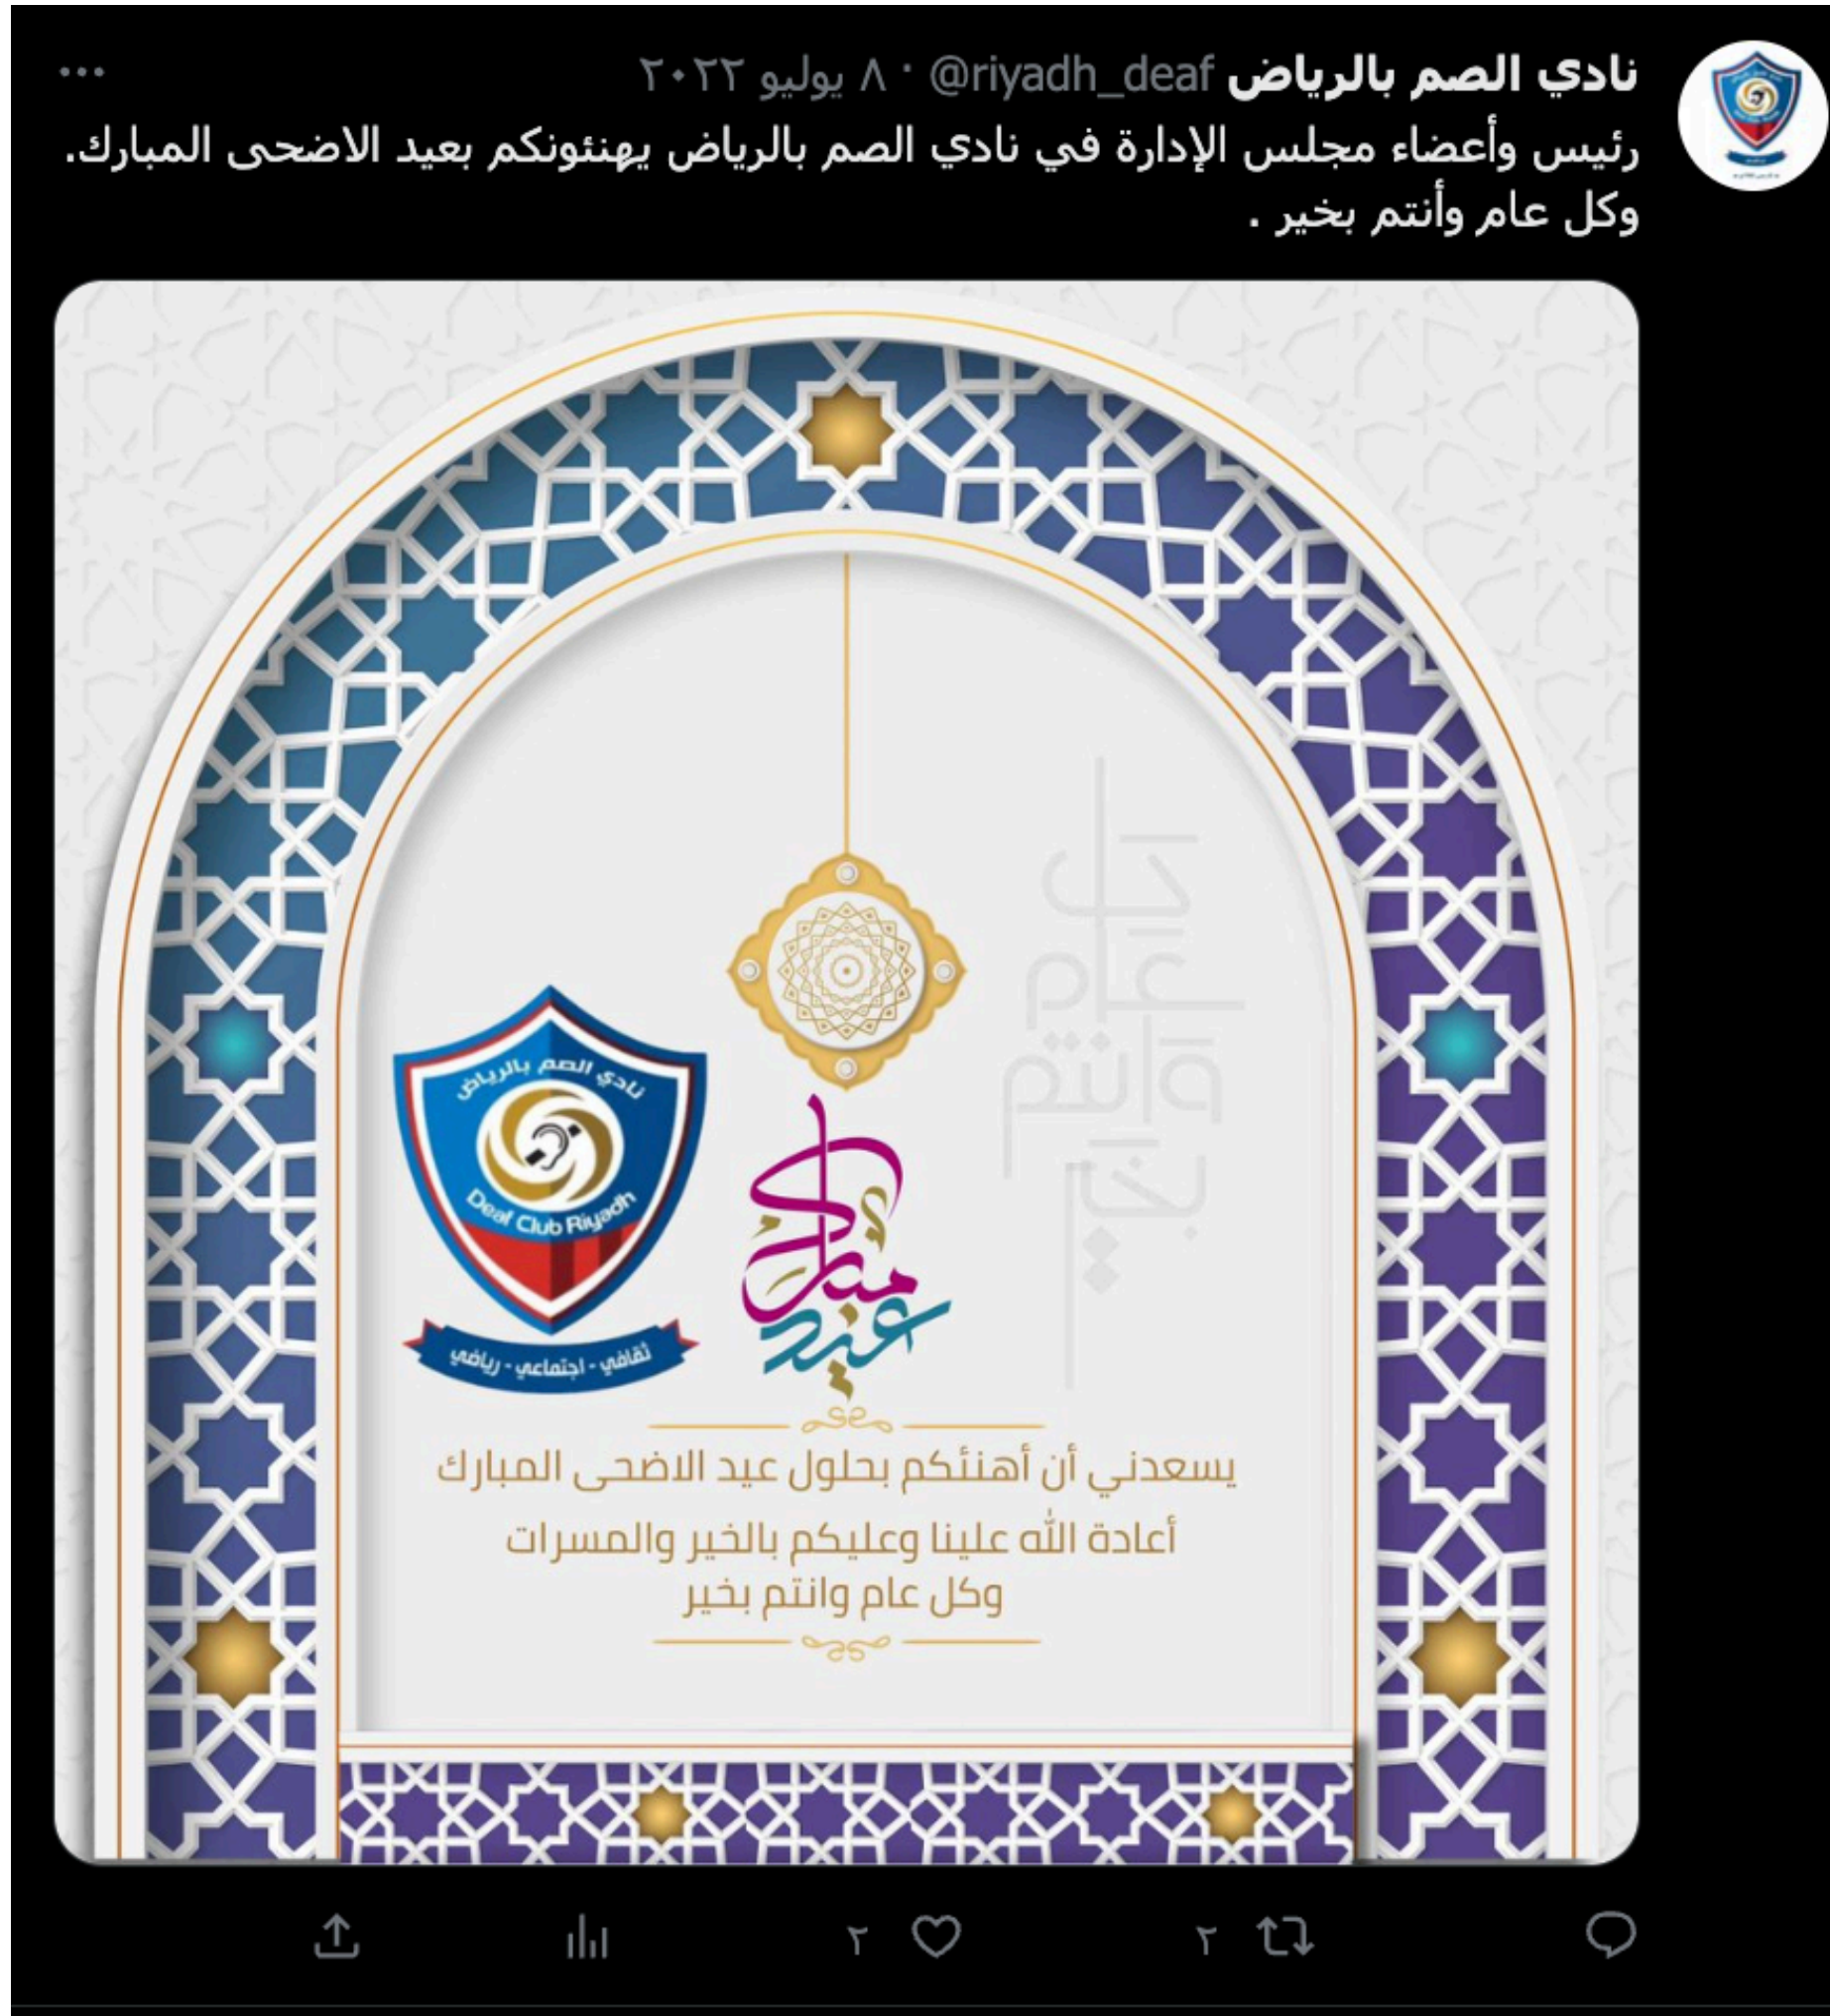 نادي الصم بالرياض @riyadh_deaf · ٨ يوليو ٢٠٢٢
رئيس وأعضاء مجلس الإدارة في نادي الصم بالرياض يهنئونكم بعيد الاضحى المبارك.
وكل عام وأنتم بخير .
كل
عام
وانتم
بخير
نادي الصم بالرياض
Deaf Club Riyadh
ثقافي - اجتماعي - رياضي
عيد
مبارك
يسعدني أن أهنئكم بحلول عيد الاضحى المبارك
أعادة الله علينا وعليكم بالخير والمسرات
وكل عام وانتم بخير
٢ ٢